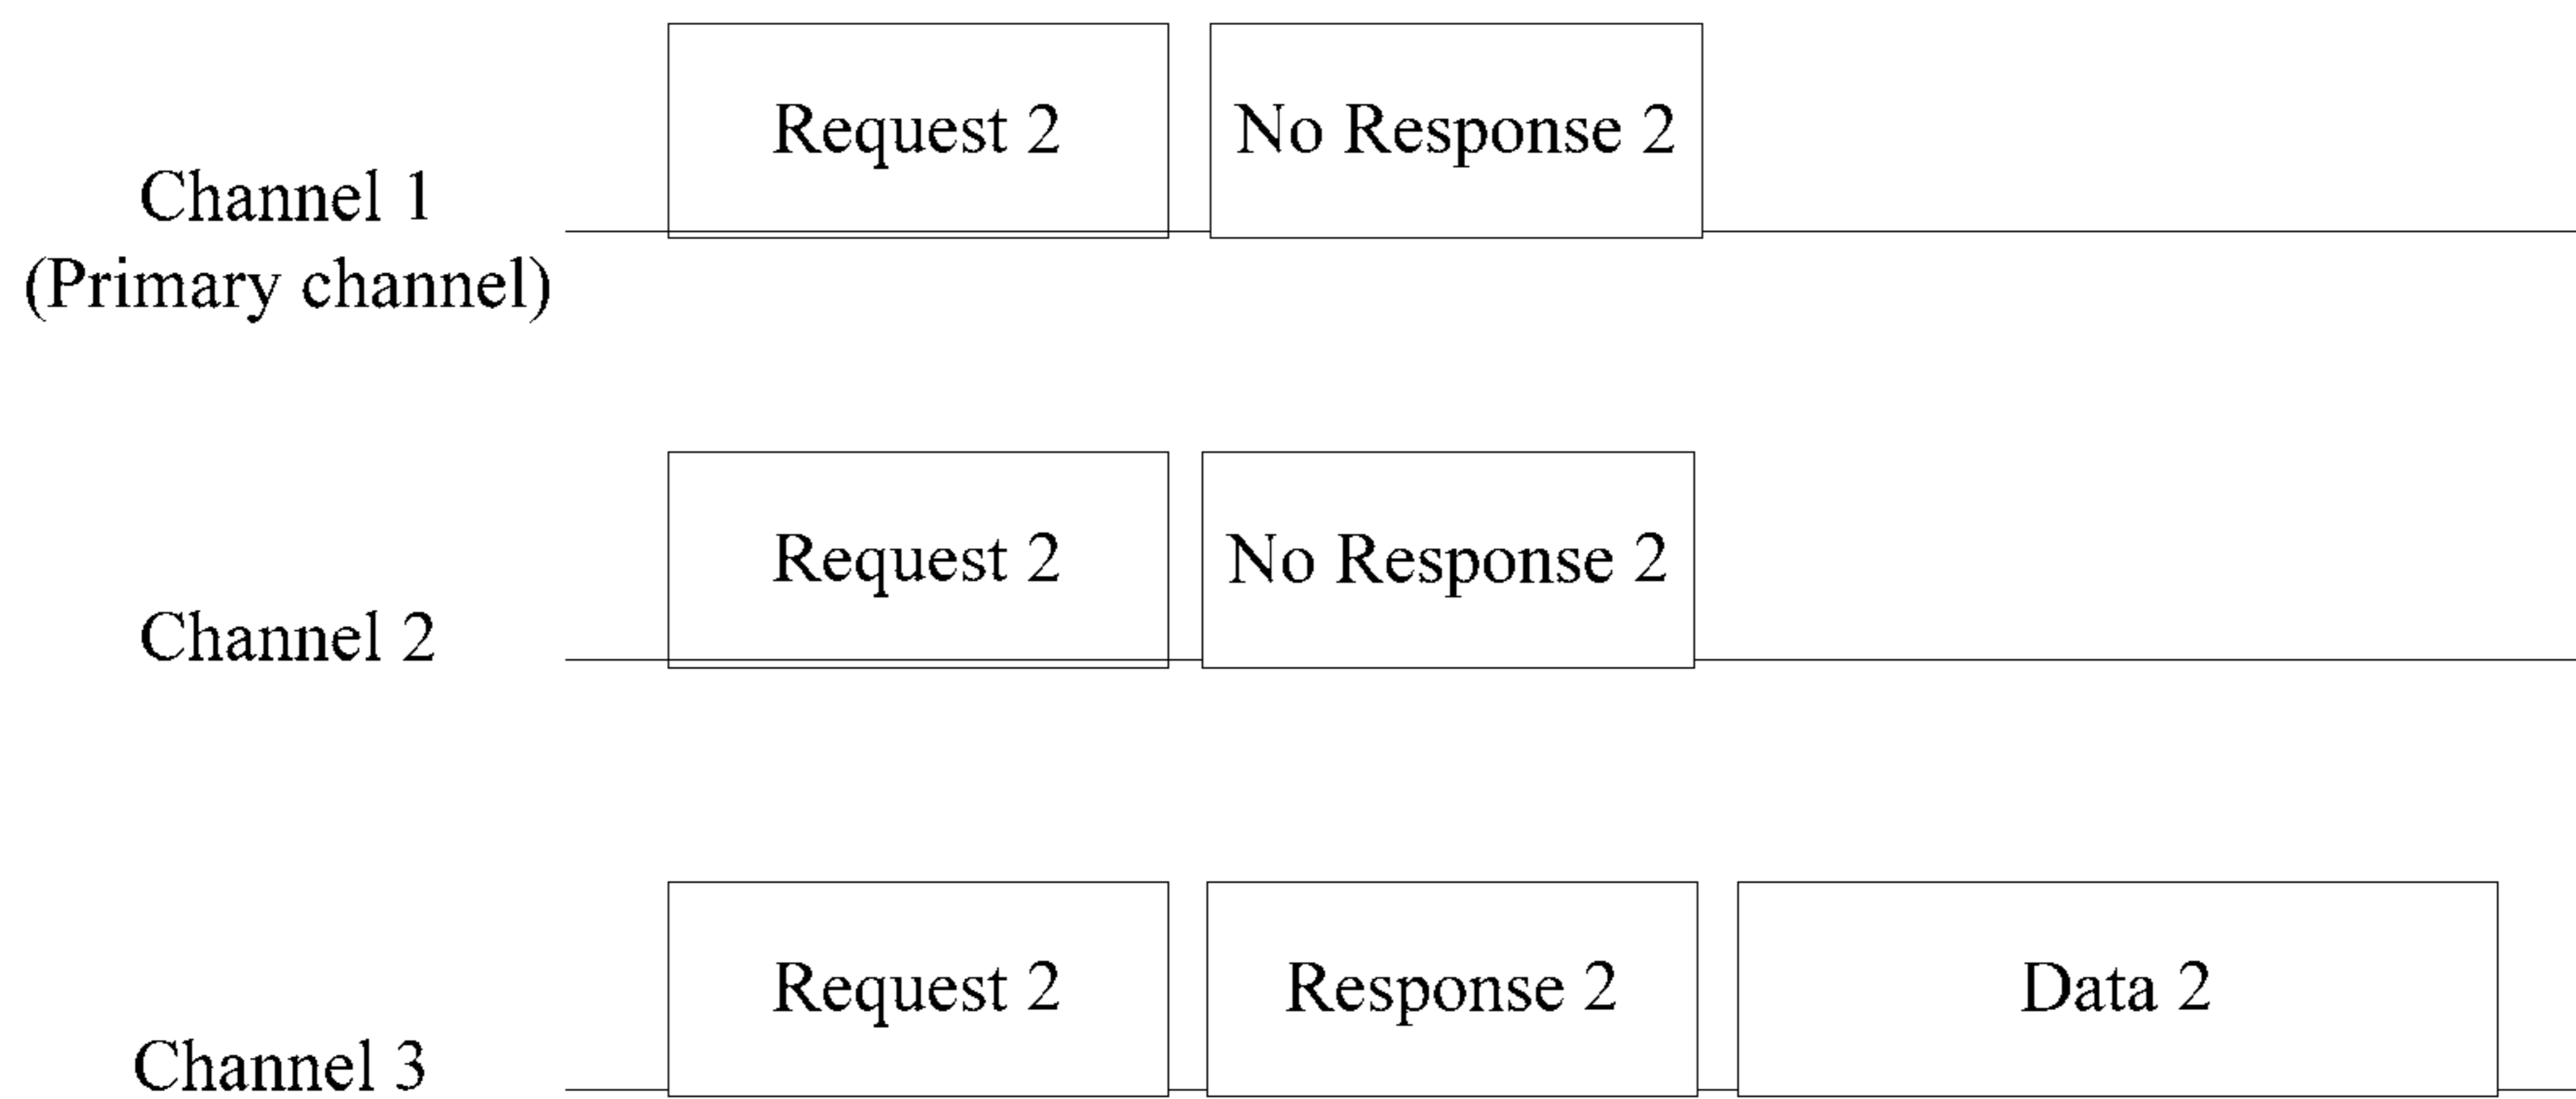 Request 2
No Response 2
Channel 1
(Primary channel)
Request 2
No Response 2
Channel 2
Request 2
Response 2
Data 2
Channel 3